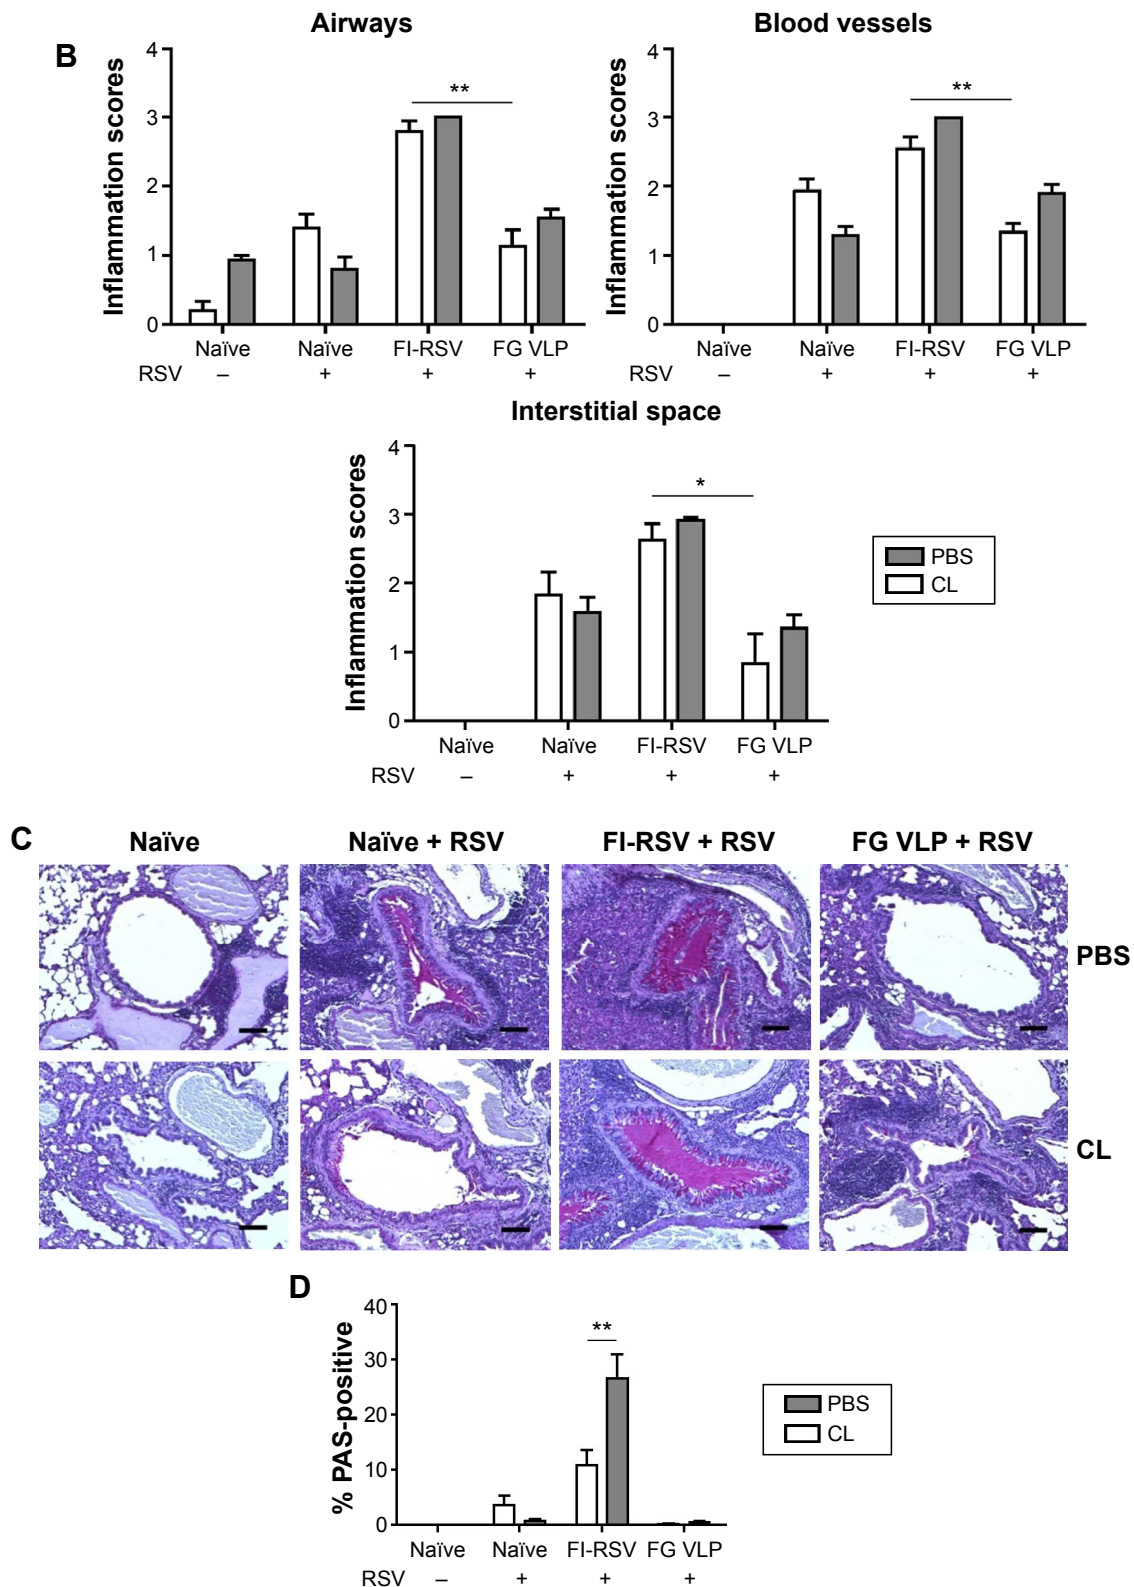 B
Airways
Inflammation scores
4
3
2
1
0
**
Naïve Naïve FI-RSV FG VLP
RSV – + + +
Blood vessels
Inflammation scores
4
3
2
1
0
**
Naïve Naïve FI-RSV FG VLP
RSV – + + +
Interstitial space
Inflammation scores
4
3
2
1
0
*
Naïve Naïve FI-RSV FG VLP
RSV – + + +
PBS
CL
C
Naïve Naïve + RSV FI-RSV + RSV FG VLP + RSV
PBS
CL
D
% PAS-positive
40
30
20
10
0
**
Naïve Naïve FI-RSV FG VLP
RSV – + + +
PBS
CL